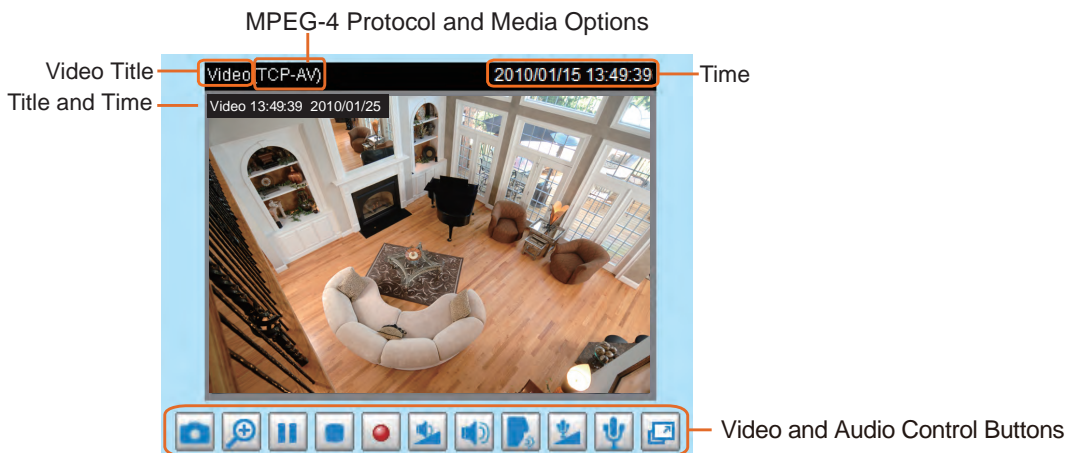 MPEG-4 Protocol and Media Options
Video Title
Video (TCP-AV)
2010/01/15 13:49:39
Time
Title and Time
Video 13:49:39 2010/01/25
Video and Audio Control Buttons